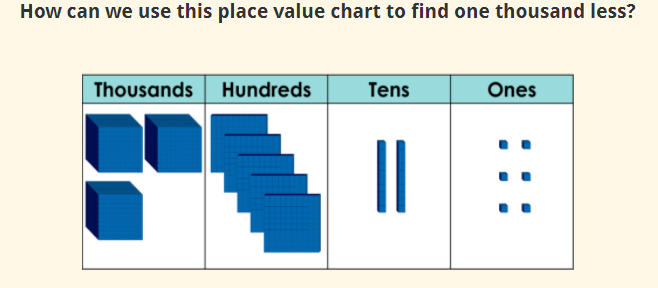 How can we use this place value chart to find one thousand less?
Thousands Hundreds Tens Ones